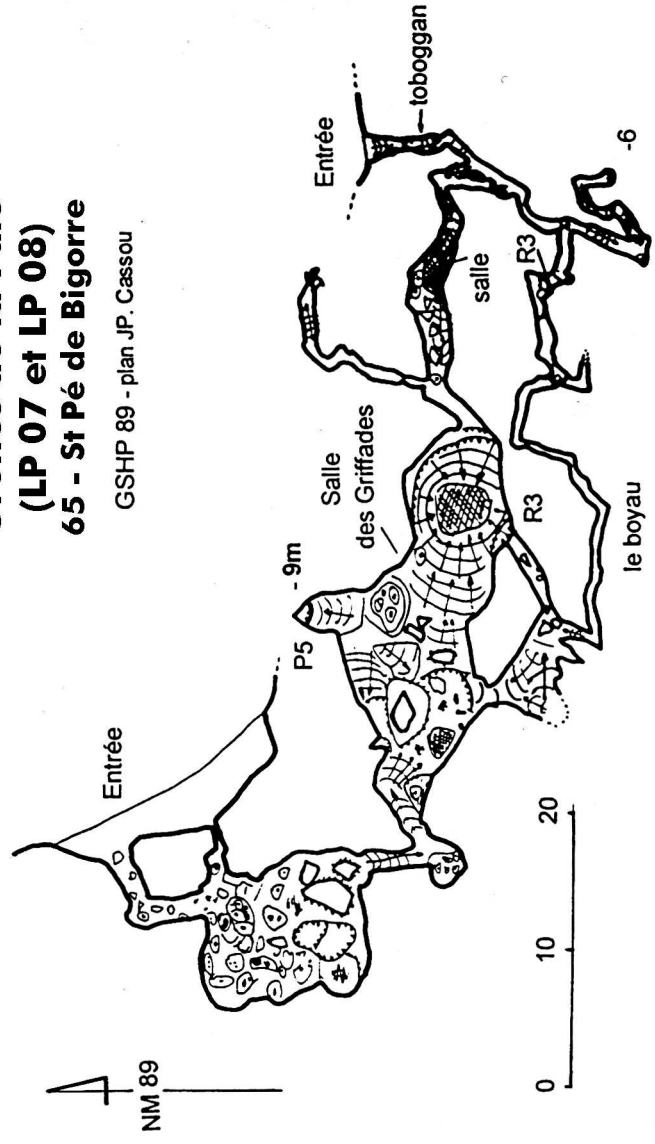 (LP 07 et LP 08)
65 - St Pé de Bigorre
GSHP 89 - plan JP. Cassou
Entrée
toboggan
Entrée
salle
R3
-6
Salle
des Griffades
- 9m
P5
R3
le boyau
NM 89
0
10
20